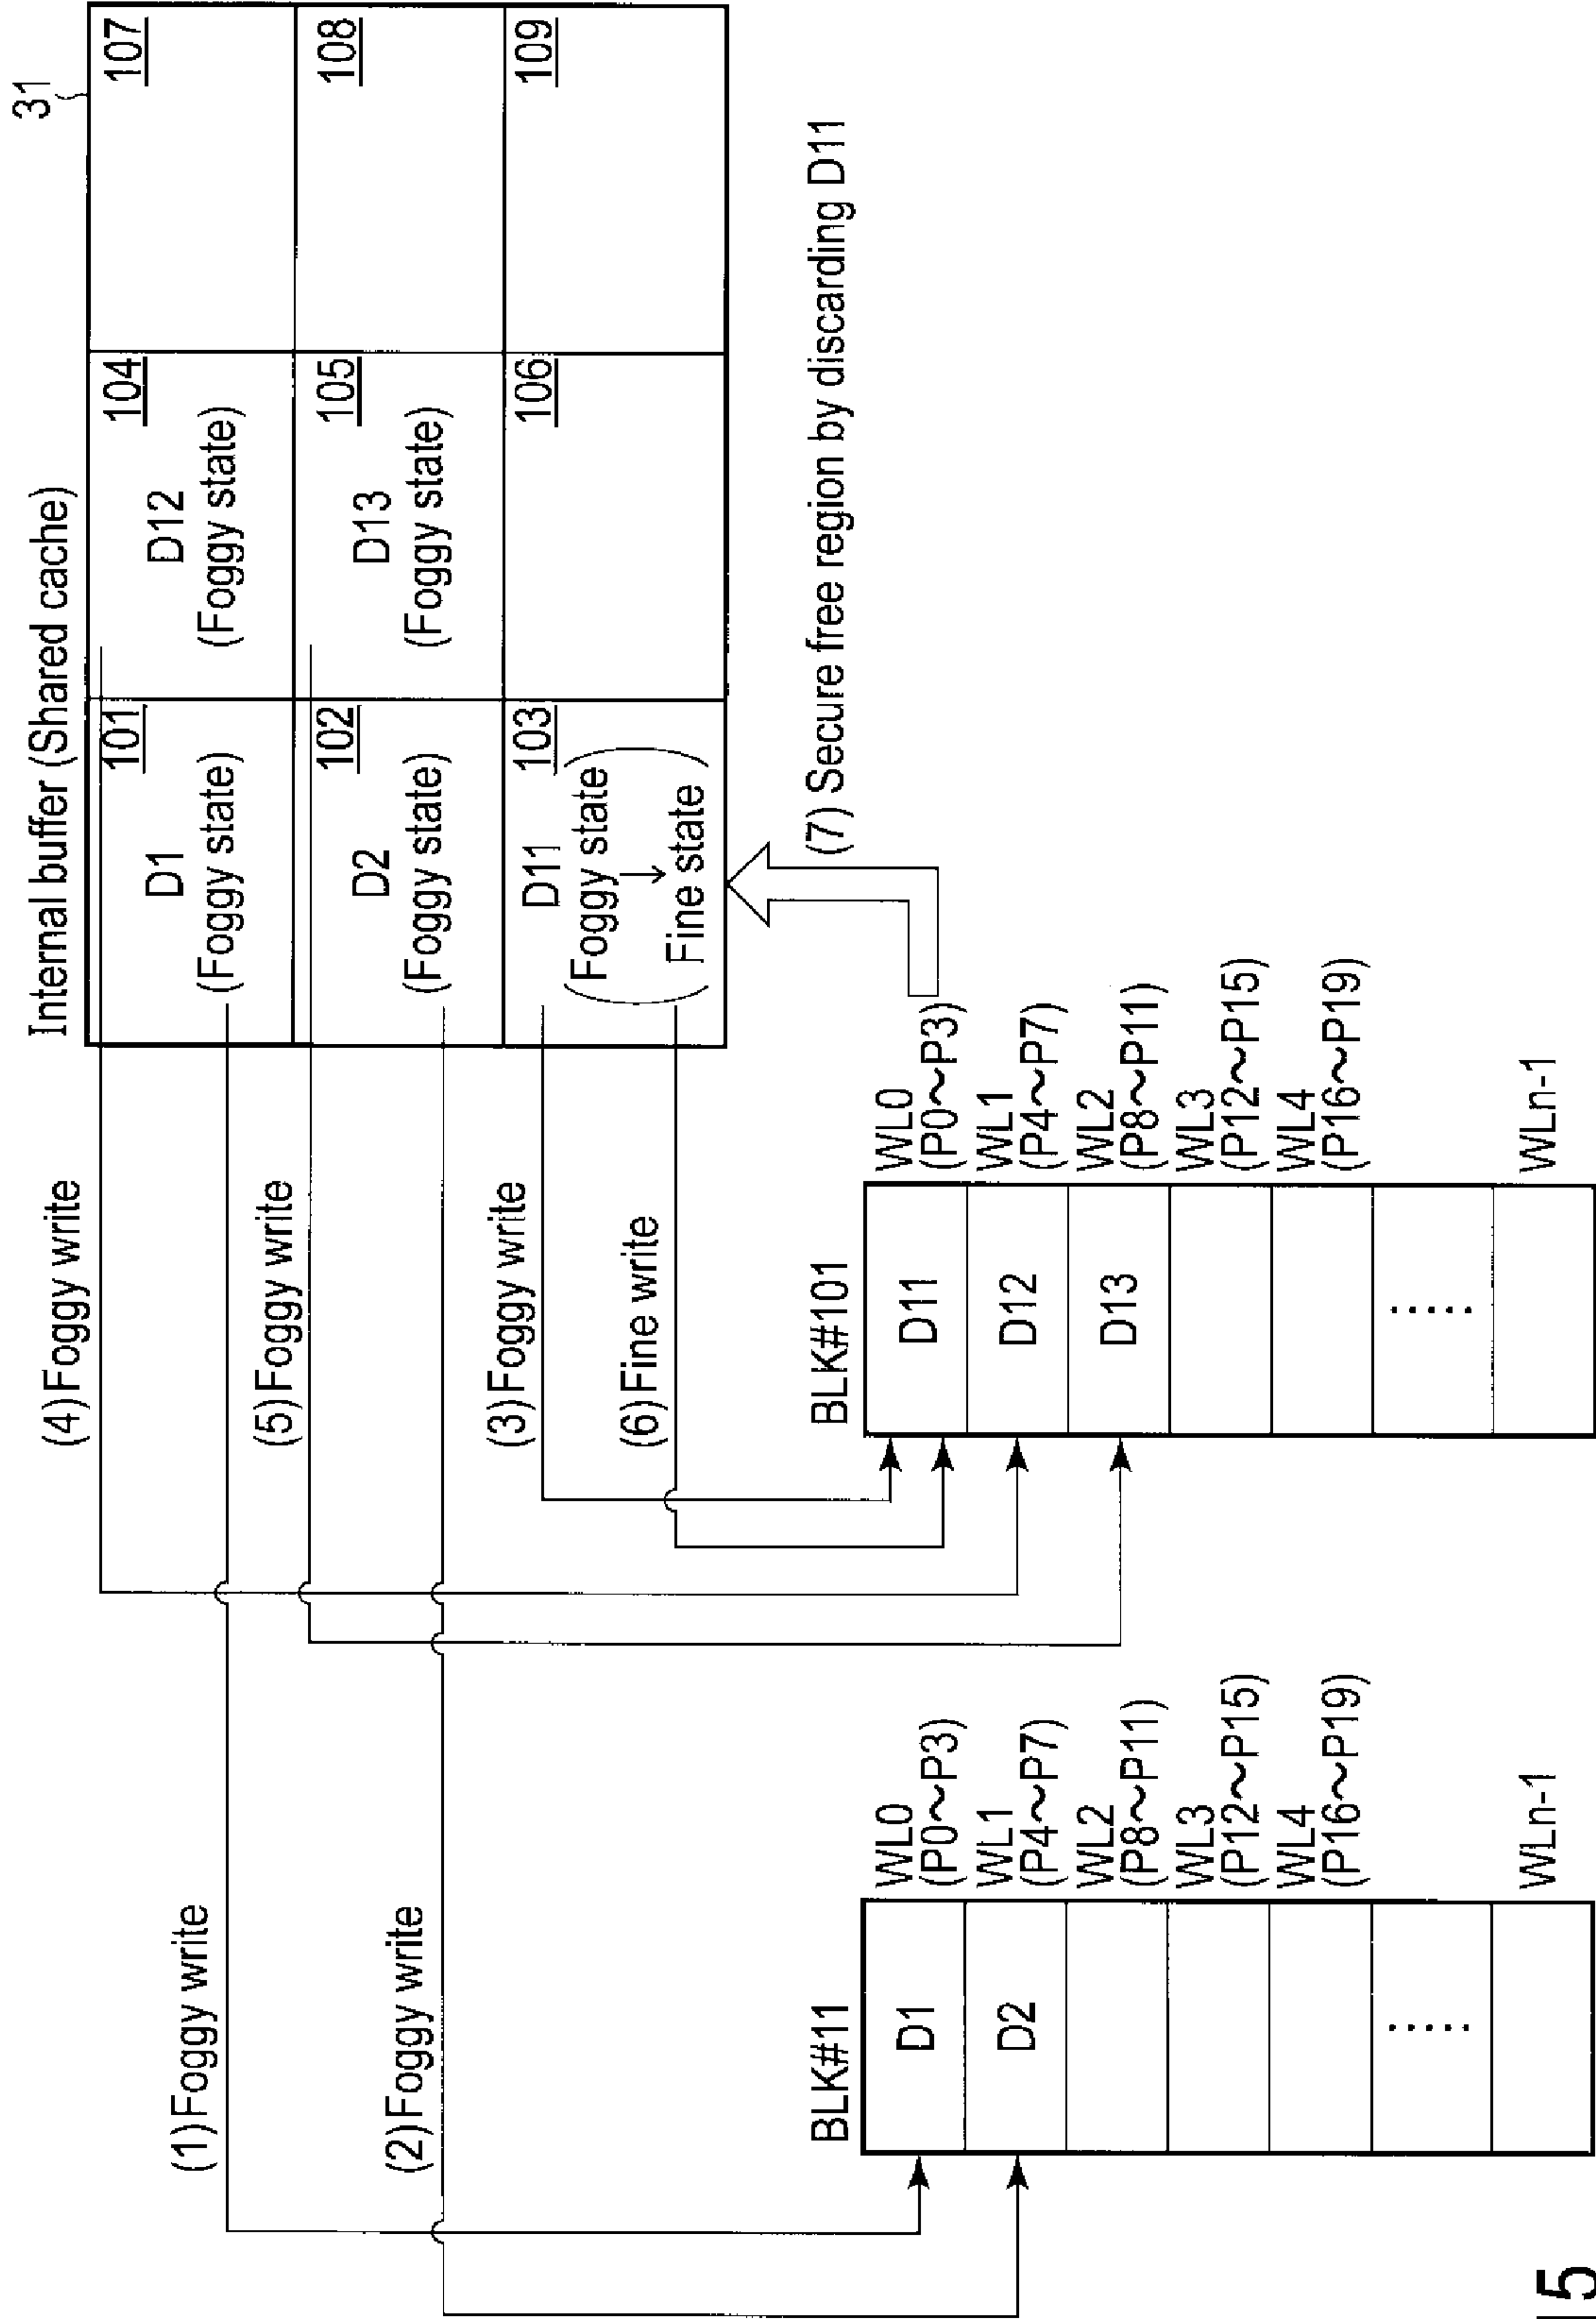 Internal buffer (Shared cache)
31
101
D1
(Foggy state)
104
D12
(Foggy state)
107
102
D2
(Foggy state)
105
D13
(Foggy state)
108
103
D11
(Foggy state
↓
Fine state)
106
109
(4) Foggy write
(1) Foggy write
(5) Foggy write
(2) Foggy write
(3) Foggy write
(6) Fine write
(7) Secure free region by discarding D11
BLK#11
D1
WL0
(P0~P3)
D2
WL1
(P4~P7)
WL2
(P8~P11)
WL3
(P12~P15)
WL4
(P16~P19)
.....
WLn-1
BLK#101
D11
WL0
(P0~P3)
D12
WL1
(P4~P7)
D13
WL2
(P8~P11)
WL3
(P12~P15)
WL4
(P16~P19)
.....
WLn-1